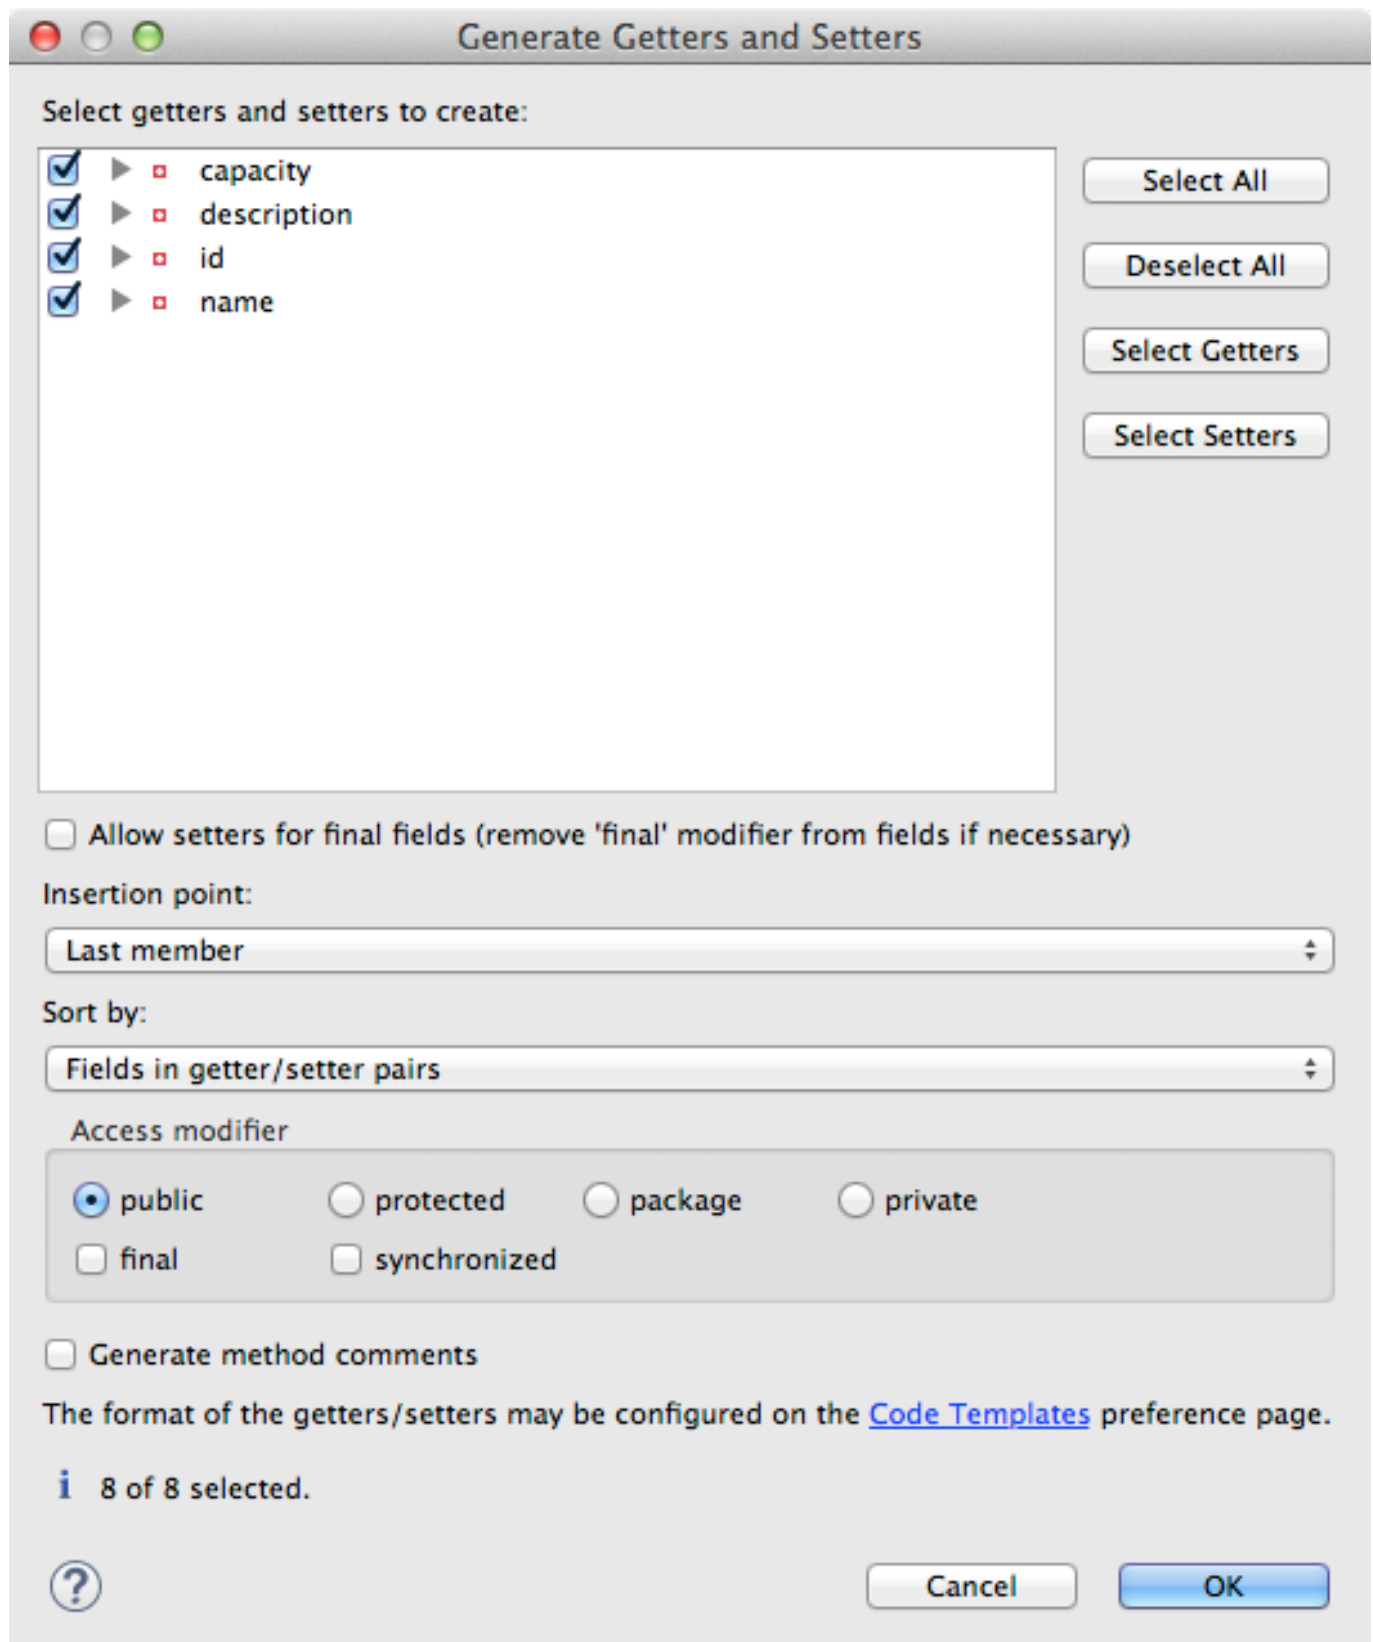 Generate Getters and Setters
Select getters and setters to create:
capacity
description
id
name
Select All
Deselect All
Select Getters
Select Setters
Allow setters for final fields (remove 'final' modifier from fields if necessary)
Insertion point:
Last member
Sort by:
Fields in getter/setter pairs
Access modifier
public protected package private
final synchronized
Generate method comments
The format of the getters/setters may be configured on the Code Templates preference page.
i 8 of 8 selected.
? Cancel OK